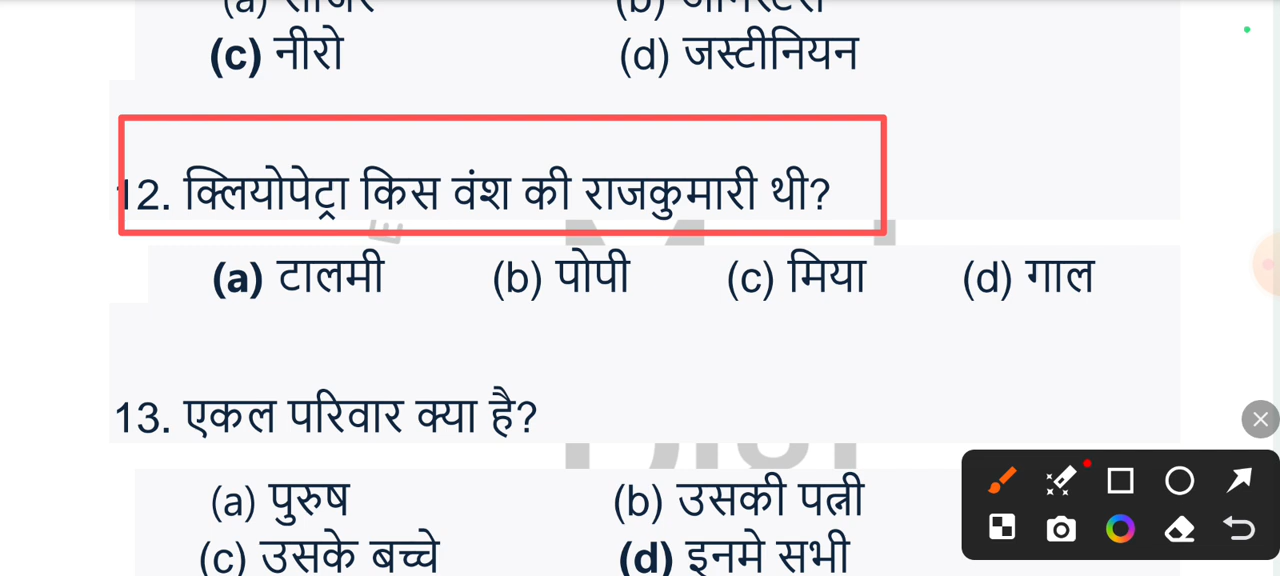 (c) नीरो (d) जस्टीनियन
12. क्लियोपेट्रा किस वंश की राजकुमारी थी?
(a) टालमी (b) पोपी (c) मिया (d) गाल
13. एकल परिवार क्या है?
(a) पुरुष (b) उसकी पत्नी
(c) उसके बच्चे (d) इनमे सभी